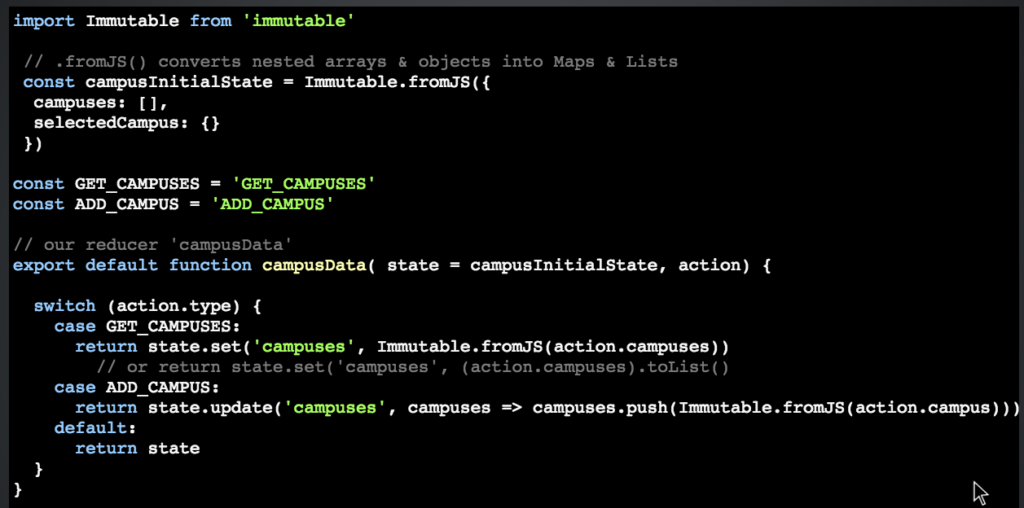 import Immutable from 'immutable'
// .fromJS() converts nested arrays & objects into Maps & Lists
const campusInitialState = Immutable.fromJS({
campuses: [],
selectedCampus: {}
})
const GET_CAMPUSES = 'GET_CAMPUSES'
const ADD_CAMPUS = 'ADD_CAMPUS'
// our reducer 'campusData'
export default function campusData( state = campusInitialState, action) {
switch (action.type) {
case GET_CAMPUSES:
return state.set('campuses', Immutable.fromJS(action.campuses))
// or return state.set('campuses', (action.campuses).toList()
case ADD_CAMPUS:
return state.update('campuses', campuses => campuses.push(Immutable.fromJS(action.campus)))
default:
return state
}
}